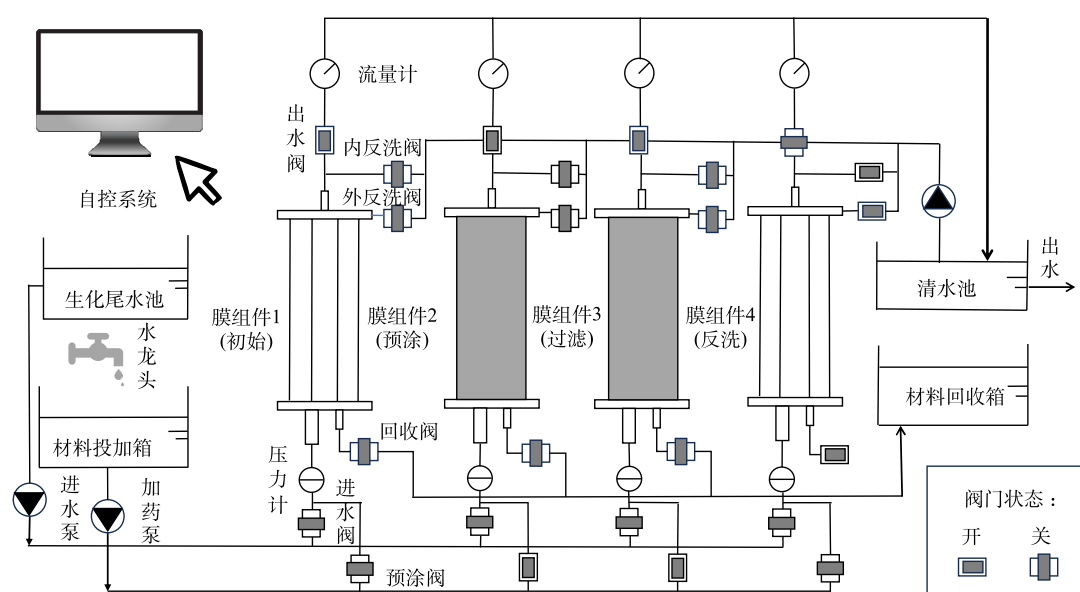 流量计
出水阀
内反洗阀
外反洗阀
自控系统
生化尾水池
水龙头
材料投加箱
进水泵
加药泵
膜组件1
(初始)
膜组件2
(预涂)
膜组件3
(过滤)
膜组件4
(反洗)
清水池
出水
材料回收箱
回收阀
压力计
进水阀
预涂阀
阀门状态：
开
关